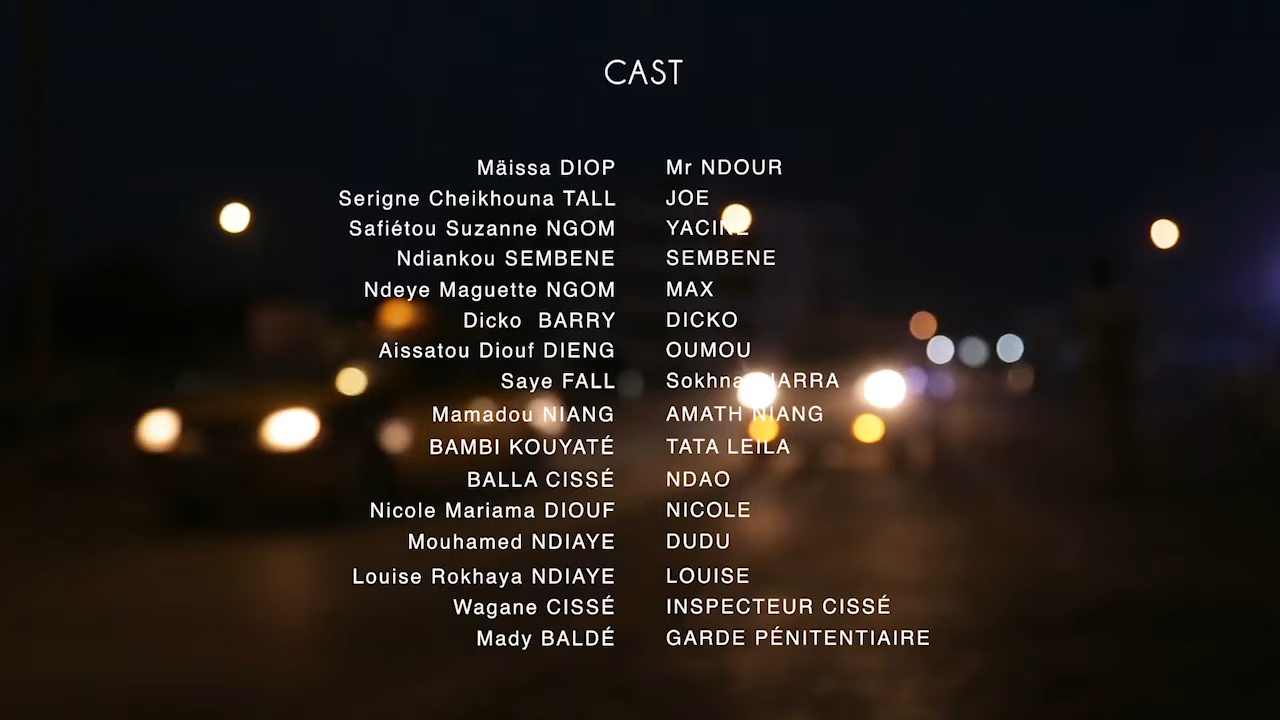 CAST
Mäissa DIOP Mr NDOUR
Serigne Cheikhouna TALL JOE
Safiétou Suzanne NGOM YACINE
Ndiankou SEMBENE SEMBENE
Ndeye Maguette NGOM MAX
Dicko BARRY DICKO
Aissatou Diouf DIENG OUMOU
Saye FALL Sokhna
Mamadou NIANG AMATH NIANG
BAMBI KOUYATÉ TATA LEILA
BALLA CISSÉ NDAO
Nicole Mariama DIOUF NICOLE
Mouhamed NDIAYE DUDU
Louise Rokhaya NDIAYE LOUISE
Wagane CISSÉ INSPECTEUR CISSÉ
Mady BALDÉ GARDE PÉNITENTIAIRE